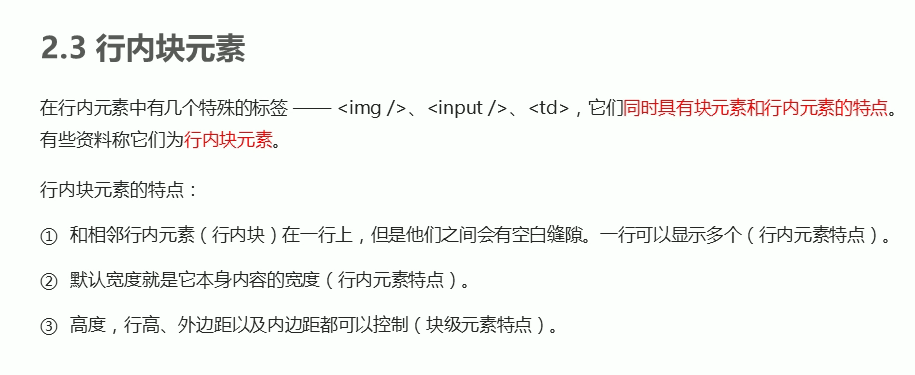 2.3 行内块元素
在行内元素中有几个特殊的标签 —— <img />、<input />、<td>，它们同时具有块元素和行内元素的特点。
有些资料称它们为行内块元素。
行内块元素的特点：
① 和相邻行内元素（行内块）在一行上，但是他们之间会有空白缝隙。一行可以显示多个（行内元素特点）。
② 默认宽度就是它本身内容的宽度（行内元素特点）。
③ 高度，行高、外边距以及内边距都可以控制（块级元素特点）。